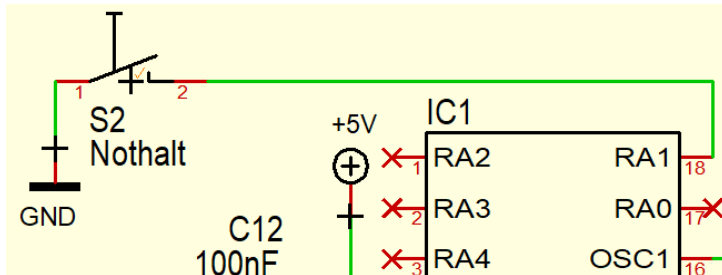 1
2
S2
Nothalt
GND
+5V
C12
100nF
IC1
RA2
1
RA3
2
RA4
3
RA1
18
RA0
17
OSC1
16